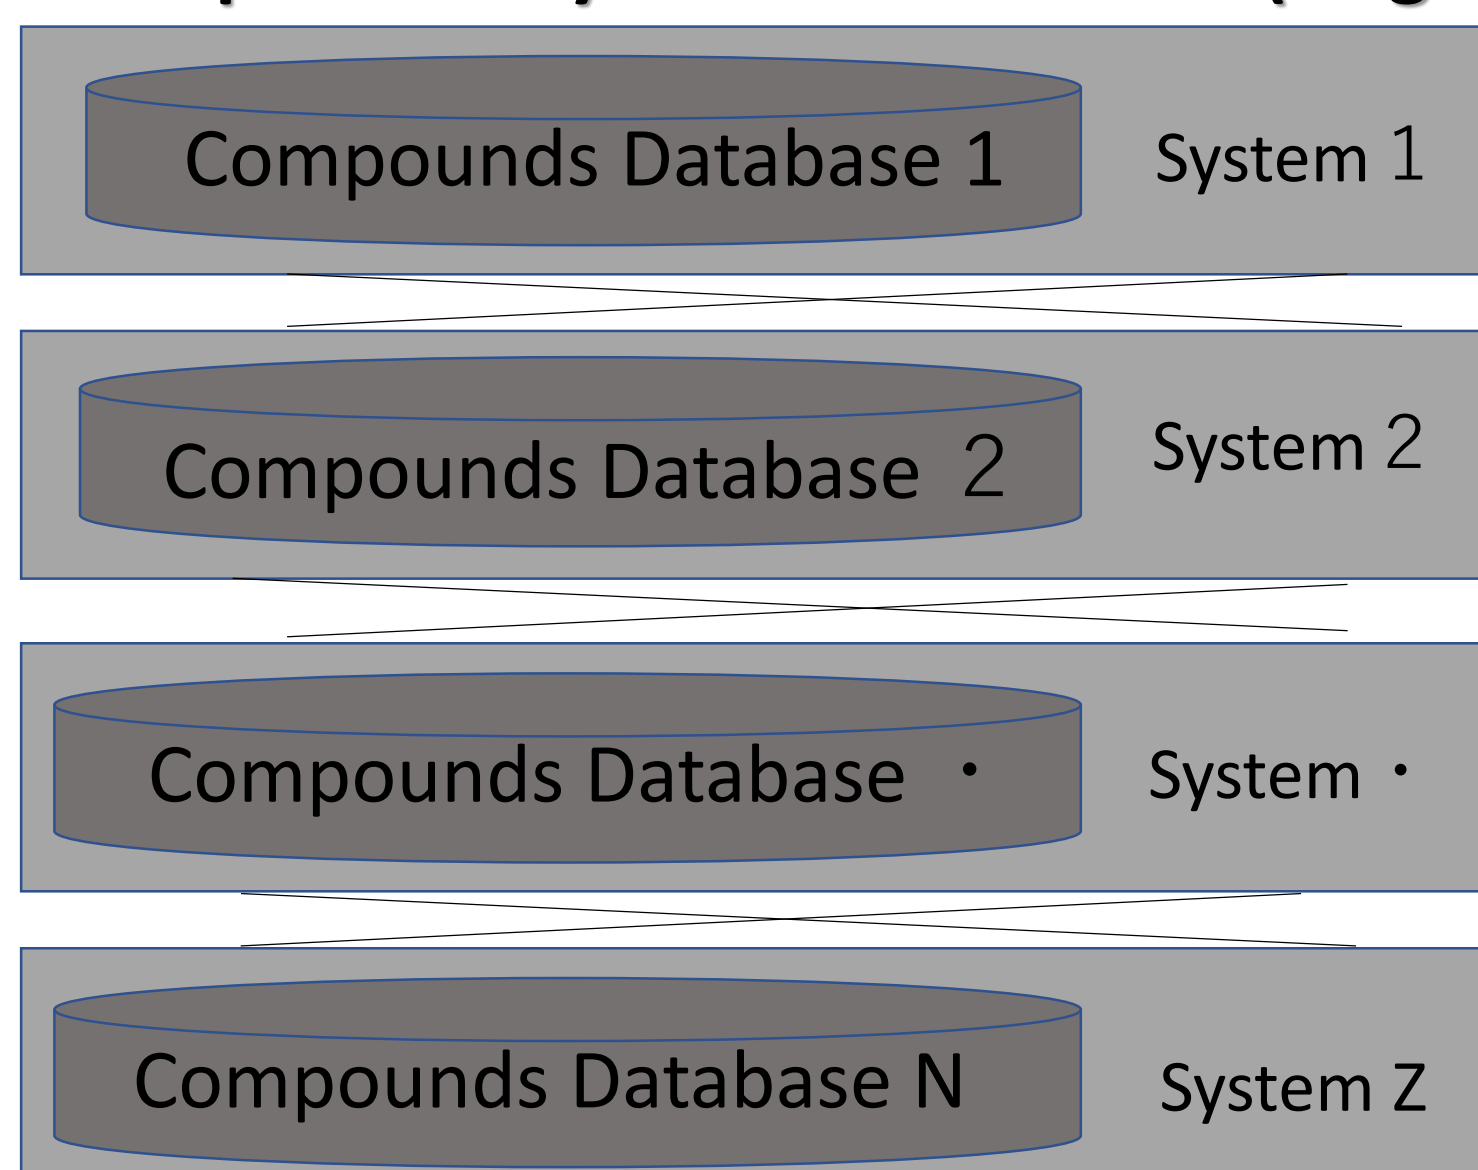 Compounds Database 1 System 1
Compounds Database 2 System 2
Compounds Database ・ System ・
Compounds Database N System Z